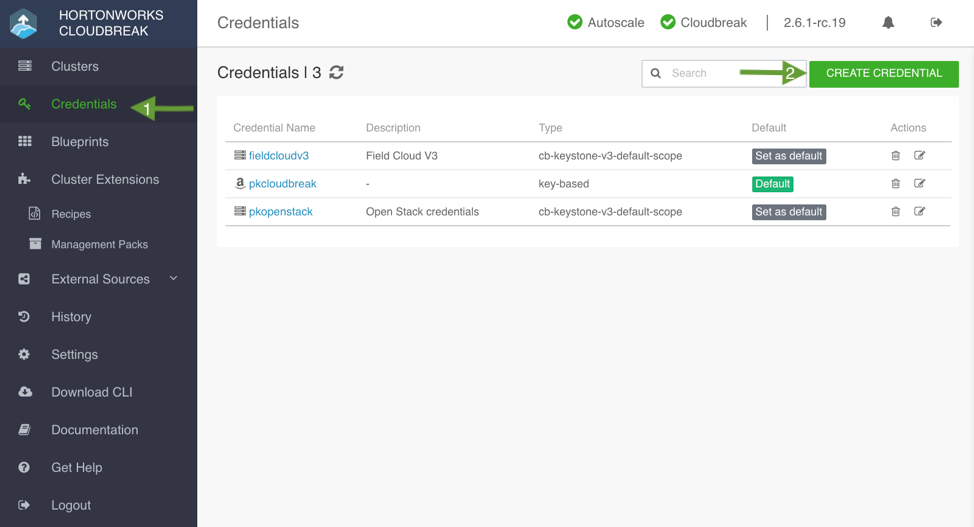 HORTONWORKS
CLOUDBREAK
Clusters
Credentials
1
Blueprints
Cluster Extensions
Recipes
Management Packs
External Sources
History
Settings
Download CLI
Documentation
Get Help
Logout
Credentials
Autoscale
Cloudbreak
2.6.1-rc.19
Credentials | 3
Search
2
CREATE CREDENTIAL
Credential Name Description Type Default Actions
fieldcloudv3 Field Cloud V3 cb-keystone-v3-default-scope Set as default
a pkcloudbreak - key-based Default
pkopenstack Open Stack credentials cb-keystone-v3-default-scope Set as default